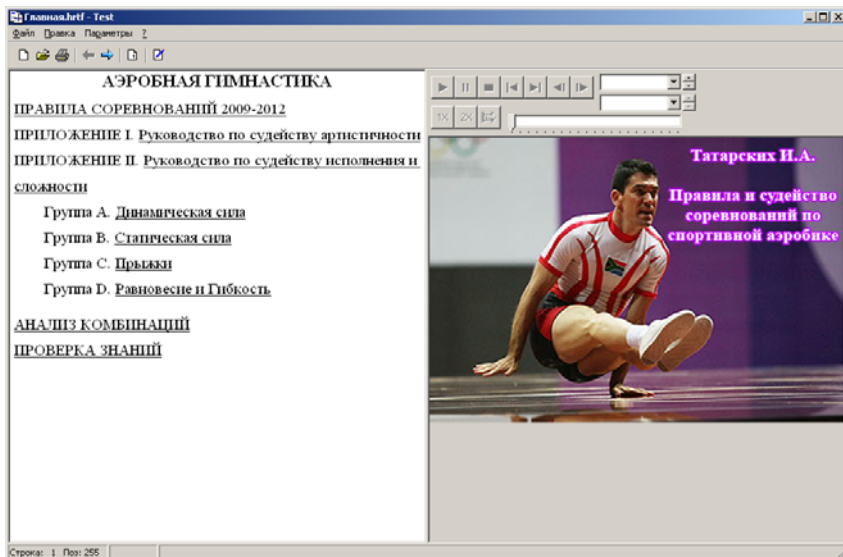 Главная.hrtf - Test
Файл Правка Параметры ?
АЭРОБНАЯ ГИМНАСТИКА
ПРАВИЛА СОРЕВНОВАНИЙ 2009-2012
ПРИЛОЖЕНИЕ I. Руководство по судейству артистичности
ПРИЛОЖЕНИЕ II. Руководство по судейству исполнения и
сложности
Группа A. Динамическая сила
Группа B. Статическая сила
Группа C. Прыжки
Группа D. Равновесие и Гибкость
АНАЛИЗ КОМБИНАЦИЙ
ПРОВЕРКА ЗНАНИЙ
1X 2X
Татарских И.А.
Правила и судейство
соревнований по
спортивной аэробике
Строка: 1 Поз: 255